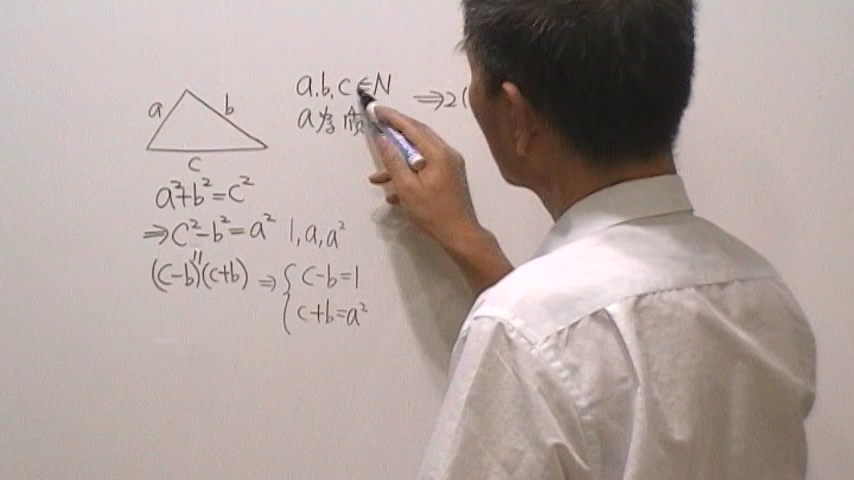 a
b
c
a,b,c∈N
a为质
⇒2(
a²+b²=c²
⇒c²-b²=a² 1,a,a²
"
(c-b)(c+b) ⇒{c-b=1
c+b=a²